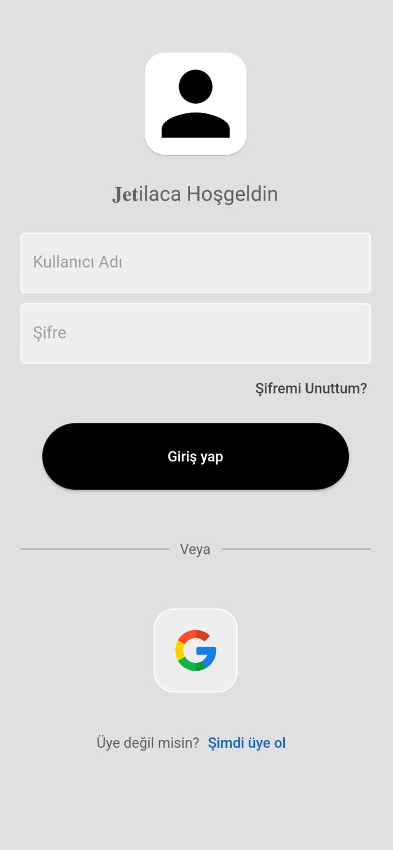 Jetilaca Hoşgeldin
Kullanıcı Adı
Şifre
Şifremi Unuttum?
Giriş yap
Veya
Üye değil misin? Şimdi üye ol